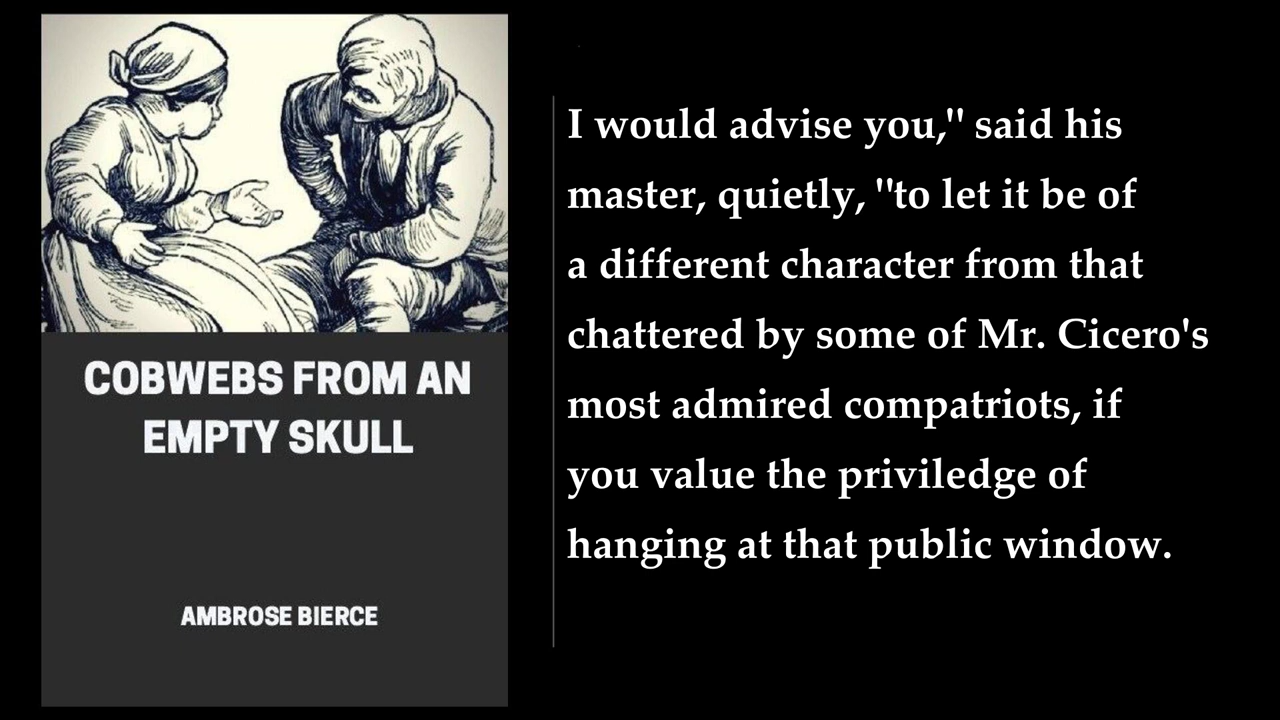 COBWEBS FROM AN
EMPTY SKULL
AMBROSE BIERCE
I would advise you," said his
master, quietly, "to let it be of
a different character from that
chattered by some of Mr. Cicero's
most admired compatriots, if
you value the priviledge of
hanging at that public window.